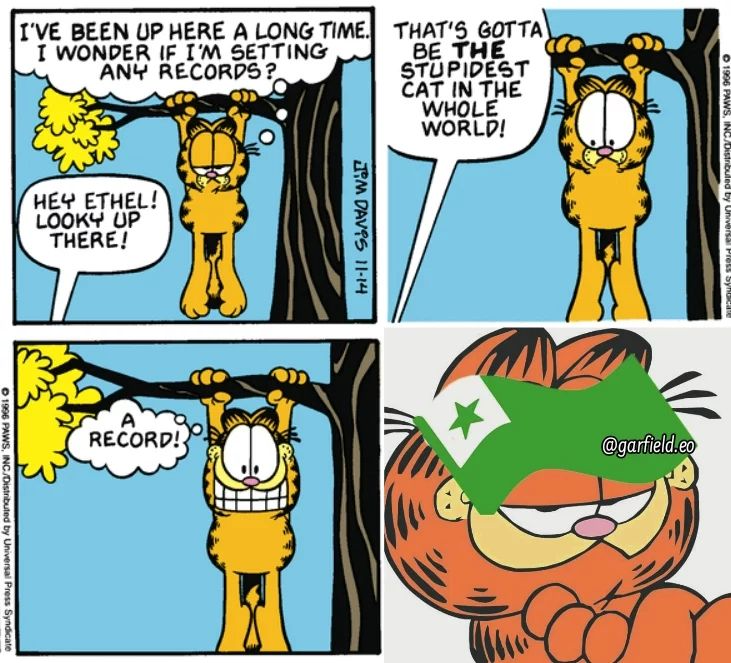 I'VE BEEN UP HERE A LONG TIME.
I WONDER IF I'M SETTING
ANY RECORDS?
HEY ETHEL!
LOOKY UP
THERE!
JIM DAVIS 11-14
THAT'S GOTTA
BE THE
STUPIDEST
CAT IN THE
WHOLE
WORLD!
© 1996 PAWS, INC./Distributed by Universal Press Syndicate
© 1996 PAWS, INC./Distributed by Universal Press Syndicate
A
RECORD!
@garfield.eo